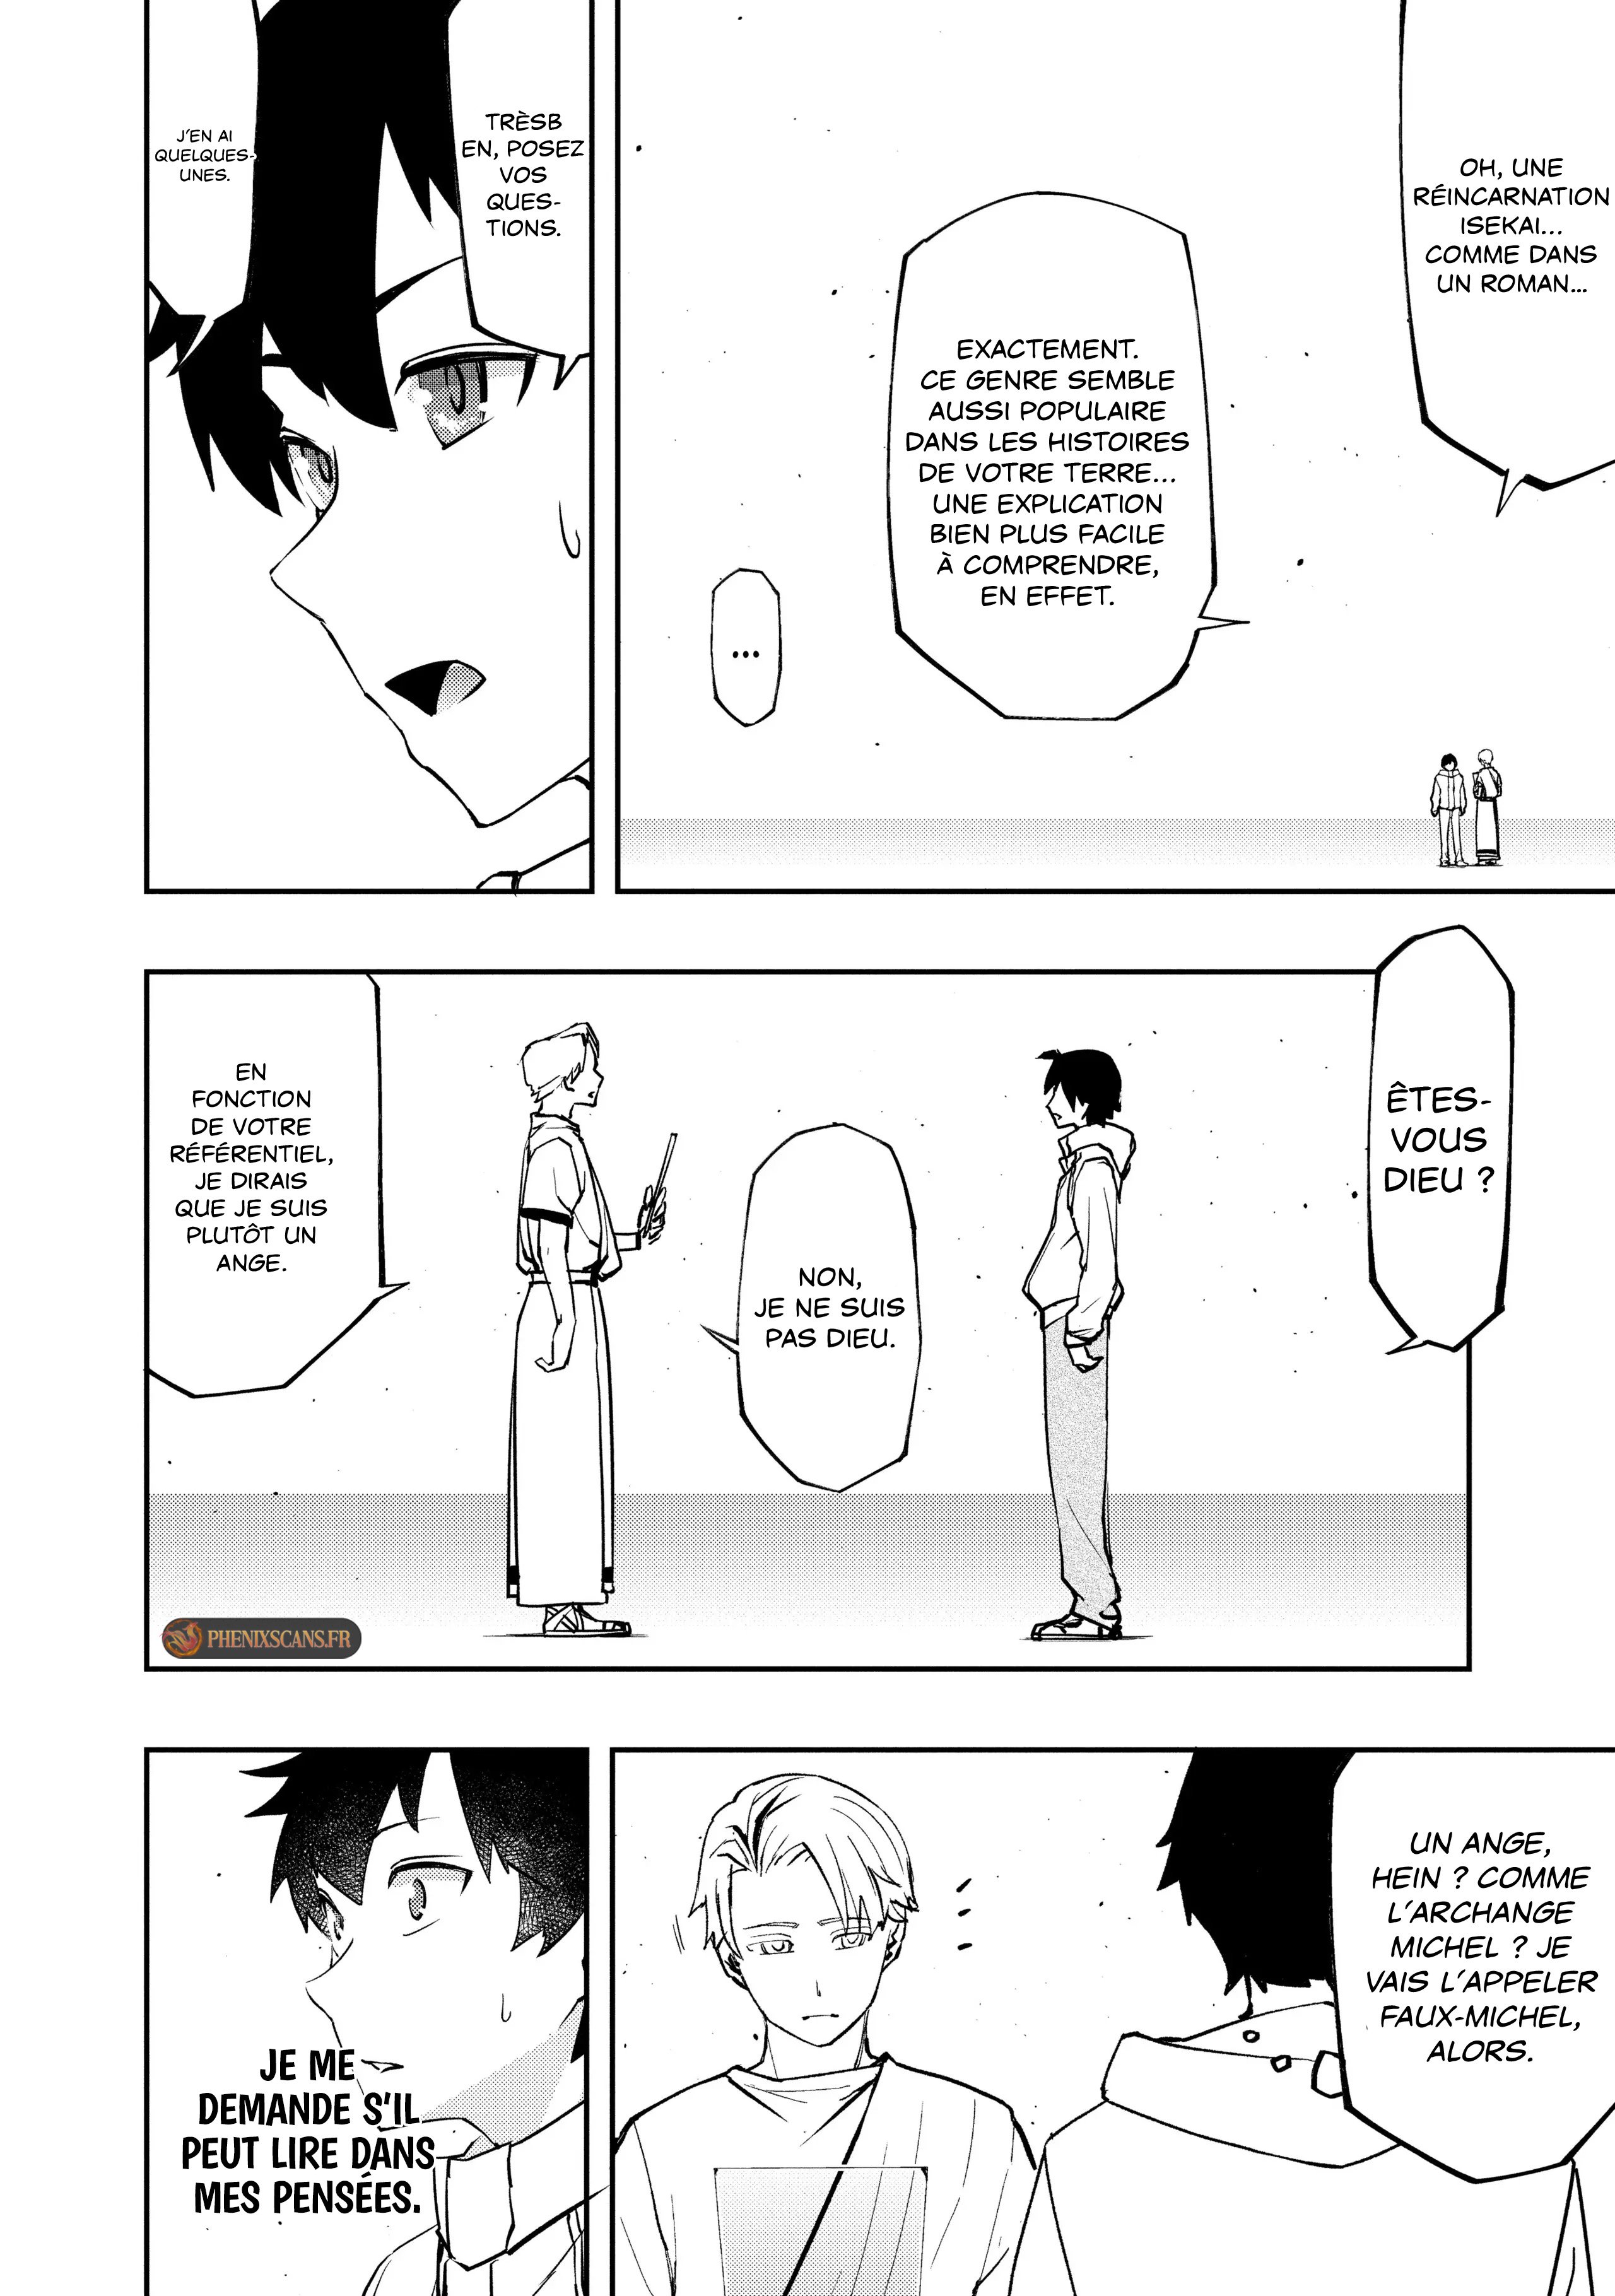 OH, UNE
RÉINCARNATION
ISEKAI...
COMME DANS
UN ROMAN...
EXACTEMENT.
CE GENRE SEMBLE
AUSSI POPULAIRE
DANS LES HISTOIRES
DE VOTRE TERRE...
UNE EXPLICATION
BIEN PLUS FACILE
À COMPRENDRE,
EN EFFET.
...
TRÈSB
EN, POSEZ
VOS
QUES-
TIONS.
J'EN AI
QUELQUES-
UNES.
ÊTES-
VOUS
DIEU ?
NON,
JE NE SUIS
PAS DIEU.
EN
FONCTION
DE VOTRE
RÉFÉRENTIEL,
JE DIRAIS
QUE JE SUIS
PLUTÔT UN
ANGE.
PHENIXSCANS.FR
UN ANGE,
HEIN ? COMME
L'ARCHANGE
MICHEL ? JE
VAIS L'APPELER
FAUX-MICHEL,
ALORS.
JE ME
DEMANDE S'IL
PEUT LIRE DANS
MES PENSÉES.